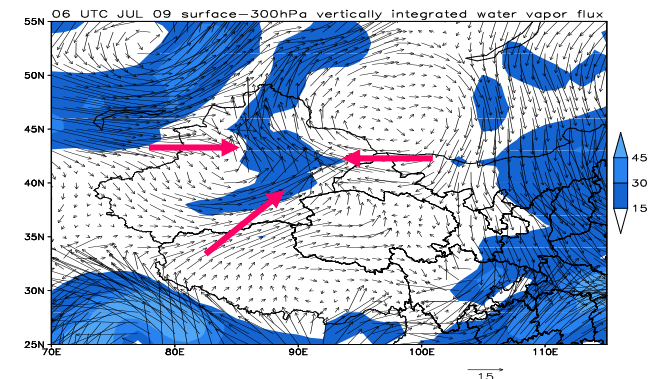 06 UTC JUL 09 surface−300hPa vertically integrated water vapor flux
55N
50N
45N
40N
35N
30N
25N
70E 80E 90E 100E 110E
45
30
15
15